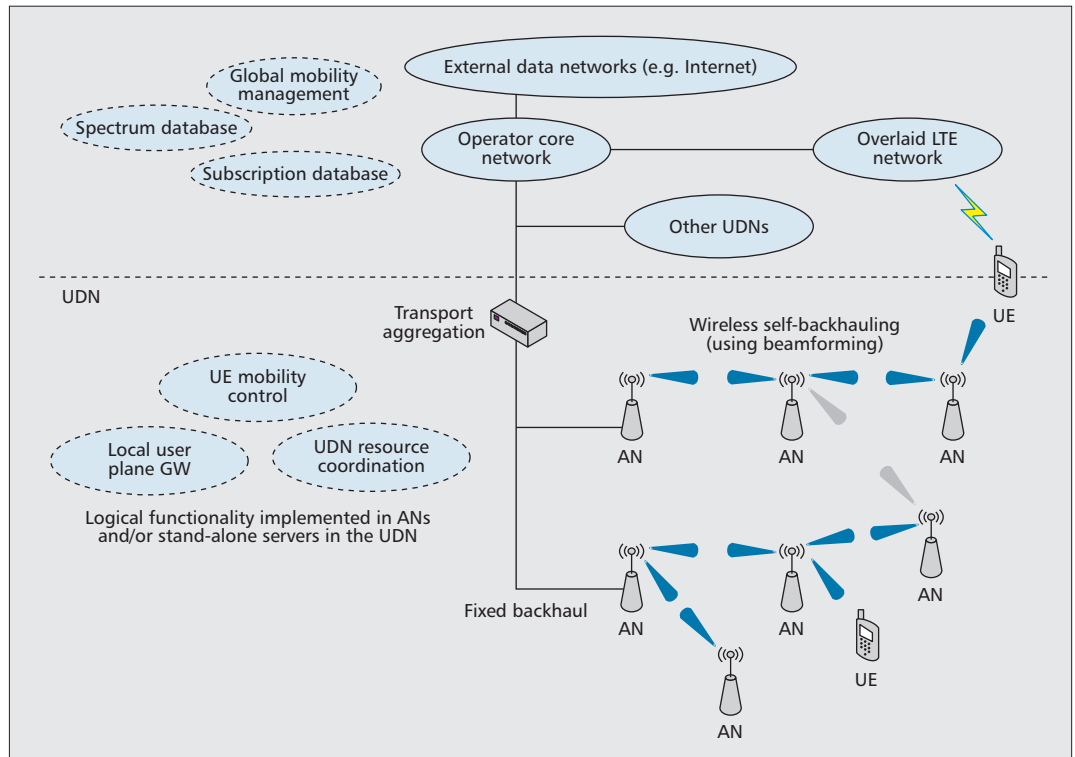 External data networks (e.g. Internet)
Global mobility
management
Spectrum database
Operator core
network
Overlaid LTE
network
Subscription database
Other UDNs
UDN
UE
Transport
aggregation
Wireless self-backhauling
(using beamforming)
UE mobility
control
Local user
plane GW
UDN resource
coordination
AN
AN
AN
Logical functionality implemented in ANs
and/or stand-alone servers in the UDN
AN
Fixed backhaul
AN
AN
UE
AN